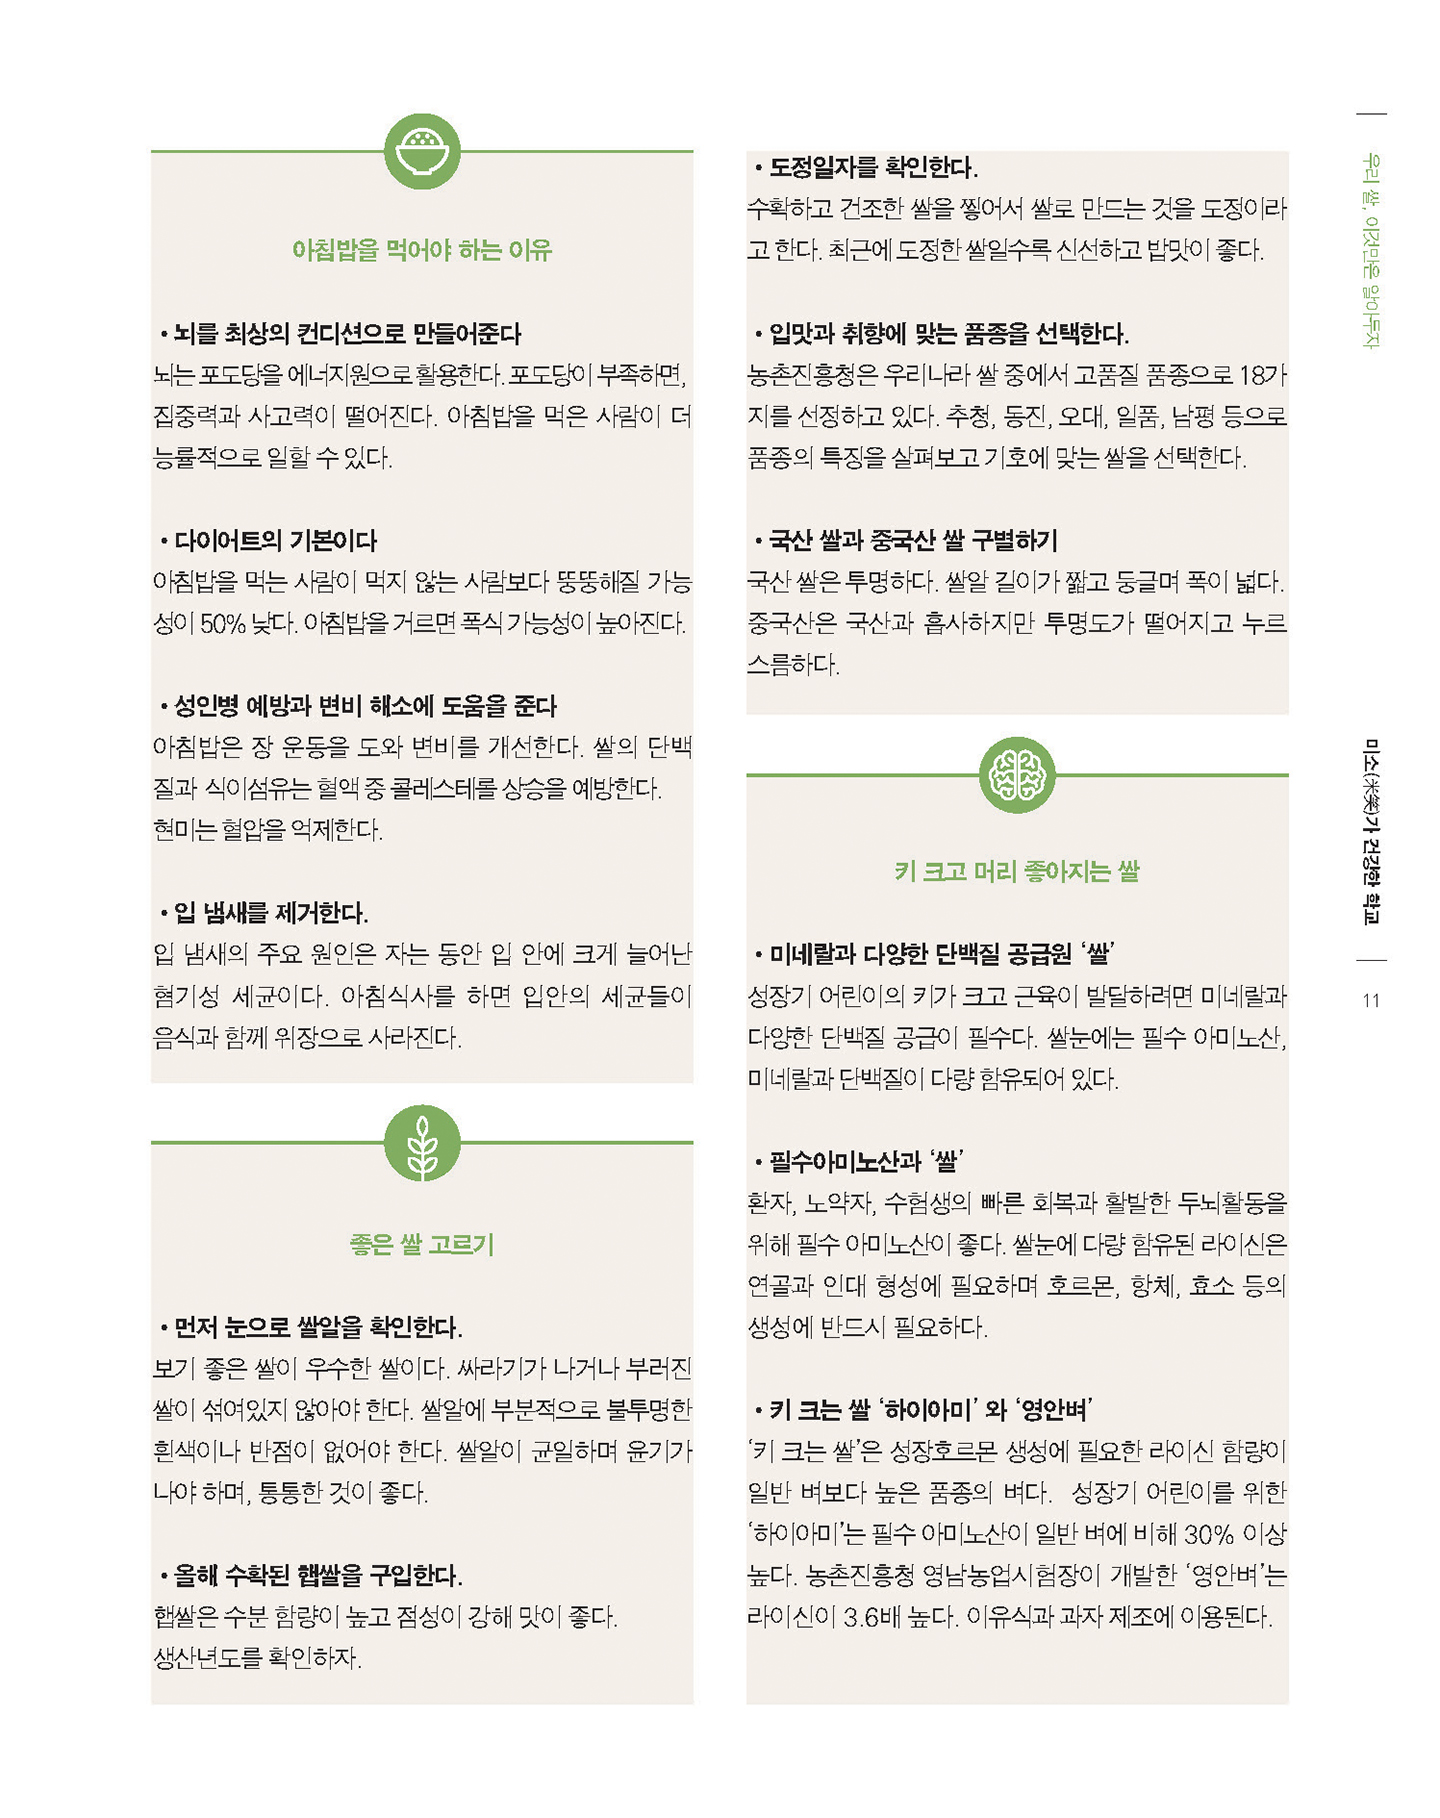 아침밥을 먹어야 하는 이유
• 뇌를 최상의 컨디션으로 만들어준다
뇌는 포도당을 에너지원으로 활용한다. 포도당이 부족하면,
집중력과 사고력이 떨어진다. 아침밥을 먹은 사람이 더
능률적으로 일할 수 있다.
• 다이어트의 기본이다
아침밥을 먹는 사람이 먹지 않는 사람보다 뚱뚱해질 가능
성이 50% 낮다. 아침밥을 거르면 폭식 가능성이 높아진다.
• 성인병 예방과 변비 해소에 도움을 준다
아침밥은 장 운동을 도와 변비를 개선한다. 쌀의 단백
질과 식이섬유는 혈액 중 콜레스테롤 상승을 예방한다.
현미는 혈압을 억제한다.
• 입 냄새를 제거한다.
입 냄새의 주요 원인은 자는 동안 입 안에 크게 늘어난
혐기성 세균이다. 아침식사를 하면 입안의 세균들이
음식과 함께 위장으로 사라진다.
좋은 쌀 고르기
• 먼저 눈으로 쌀알을 확인한다.
보기 좋은 쌀이 우수한 쌀이다. 싸라기가 나거나 부러진
쌀이 섞여있지 않아야 한다. 쌀알에 부분적으로 불투명한
흰색이나 반점이 없어야 한다. 쌀알이 균일하며 윤기가
나야 하며, 통통한 것이 좋다.
• 올해 수확된 햅쌀을 구입한다.
햅쌀은 수분 함량이 높고 점성이 강해 맛이 좋다.
생산년도를 확인하자.
• 도정일자를 확인한다.
수확하고 건조한 쌀을 찧어서 쌀로 만드는 것을 도정이라
고 한다. 최근에 도정한 쌀일수록 신선하고 밥맛이 좋다.
• 입맛과 취향에 맞는 품종을 선택한다.
농촌진흥청은 우리나라 쌀 중에서 고품질 품종으로 18가
지를 선정하고 있다. 추청, 동진, 오대, 일품, 남평 등으로
품종의 특징을 살펴보고 기호에 맞는 쌀을 선택한다.
• 국산 쌀과 중국산 쌀 구별하기
국산 쌀은 투명하다. 쌀알 길이가 짧고 둥글며 폭이 넓다.
중국산은 국산과 흡사하지만 투명도가 떨어지고 누르
스름하다.
키 크고 머리 좋아지는 쌀
• 미네랄과 다양한 단백질 공급원 ‘쌀’
성장기 어린이의 키가 크고 근육이 발달하려면 미네랄과
다양한 단백질 공급이 필수다. 쌀눈에는 필수 아미노산,
미네랄과 단백질이 다량 함유되어 있다.
• 필수아미노산과 ‘쌀’
환자, 노약자, 수험생의 빠른 회복과 활발한 두뇌활동을
위해 필수 아미노산이 좋다. 쌀눈에 다량 함유된 라이신은
연골과 인대 형성에 필요하며 호르몬, 항체, 효소 등의
생성에 반드시 필요하다.
• 키 크는 쌀 ‘하이아미’ 와 ‘영안벼’
‘키 크는 쌀’은 성장호르몬 생성에 필요한 라이신 함량이
일반 벼보다 높은 품종의 벼다. 성장기 어린이를 위한
‘하이아미’는 필수 아미노산이 일반 벼에 비해 30% 이상
높다. 농촌진흥청 영남농업시험장이 개발한 ‘영안벼’는
라이신이 3.6배 높다. 이유식과 과자 제조에 이용된다.
우리 쌀, 이것만은 알아두자
미소(米笑)가 건강한 학교
11